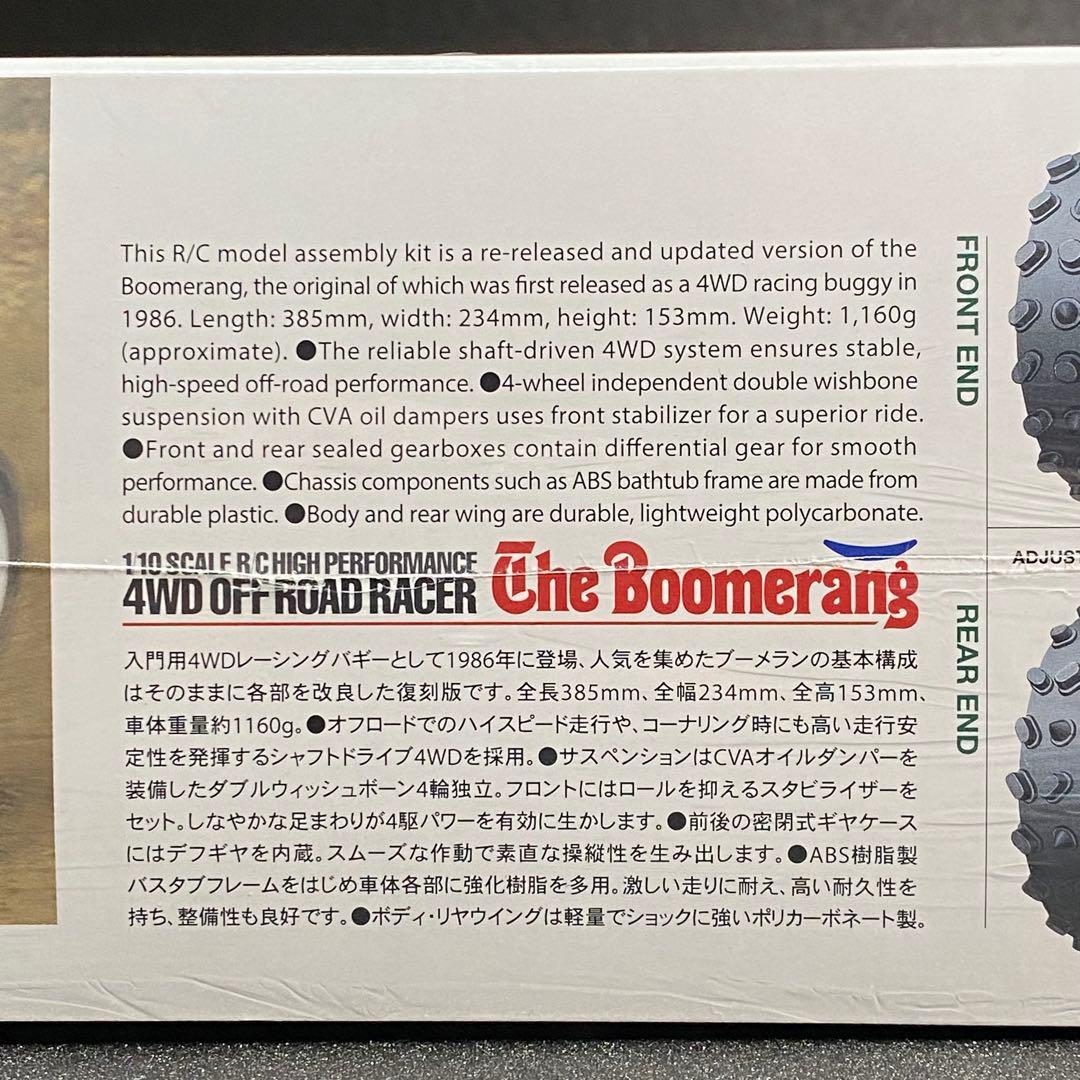 This R/C model assembly kit is a re-released and updated version of the
Boomerang, the original of which was first released as a 4WD racing buggy in
1986. Length: 385mm, width: 234mm, height: 153mm. Weight: 1,160g
(approximate). ●The reliable shaft-driven 4WD system ensures stable,
high-speed off-road performance. ●4-wheel independent double wishbone
suspension with CVA oil dampers uses front stabilizer for a superior ride.
●Front and rear sealed gearboxes contain differential gear for smooth
performance. ●Chassis components such as ABS bathtub frame are made from
durable plastic. ●Body and rear wing are durable, lightweight polycarbonate.
1/10 SCALE R/C HIGH PERFORMANCE
4WD OFF ROAD RACER
The Boomerang
入門用4WDレーシングバギーとして1986年に登場、人気を集めたブーメランの基本構成
はそのままに各部を改良した復刻版です。全長385mm、全幅234mm、全高153mm、
車体重量約1160g。●オフロードでのハイスピード走行や、コーナリング時にも高い走行安
定性を発揮するシャフトドライブ4WDを採用。●サスペンションはCVAオイルダンパーを
装備したダブルウィッシュボーン4輪独立。フロントにはロールを抑えるスタビライザーを
セット。しなやかな足まわりが4駆パワーを有効に生かします。●前後の密閉式ギヤケース
にはデフギヤを内蔵。スムーズな作動で素直な操縦性を生み出します。●ABS樹脂製
バスタブフレームをはじめ車体各部に強化樹脂を多用。激しい走りに耐え、高い耐久性を
持ち、整備性も良好です。●ボディ・リヤウイングは軽量でショックに強いポリカーボネート製。
FRONT END
ADJUST
REAR END